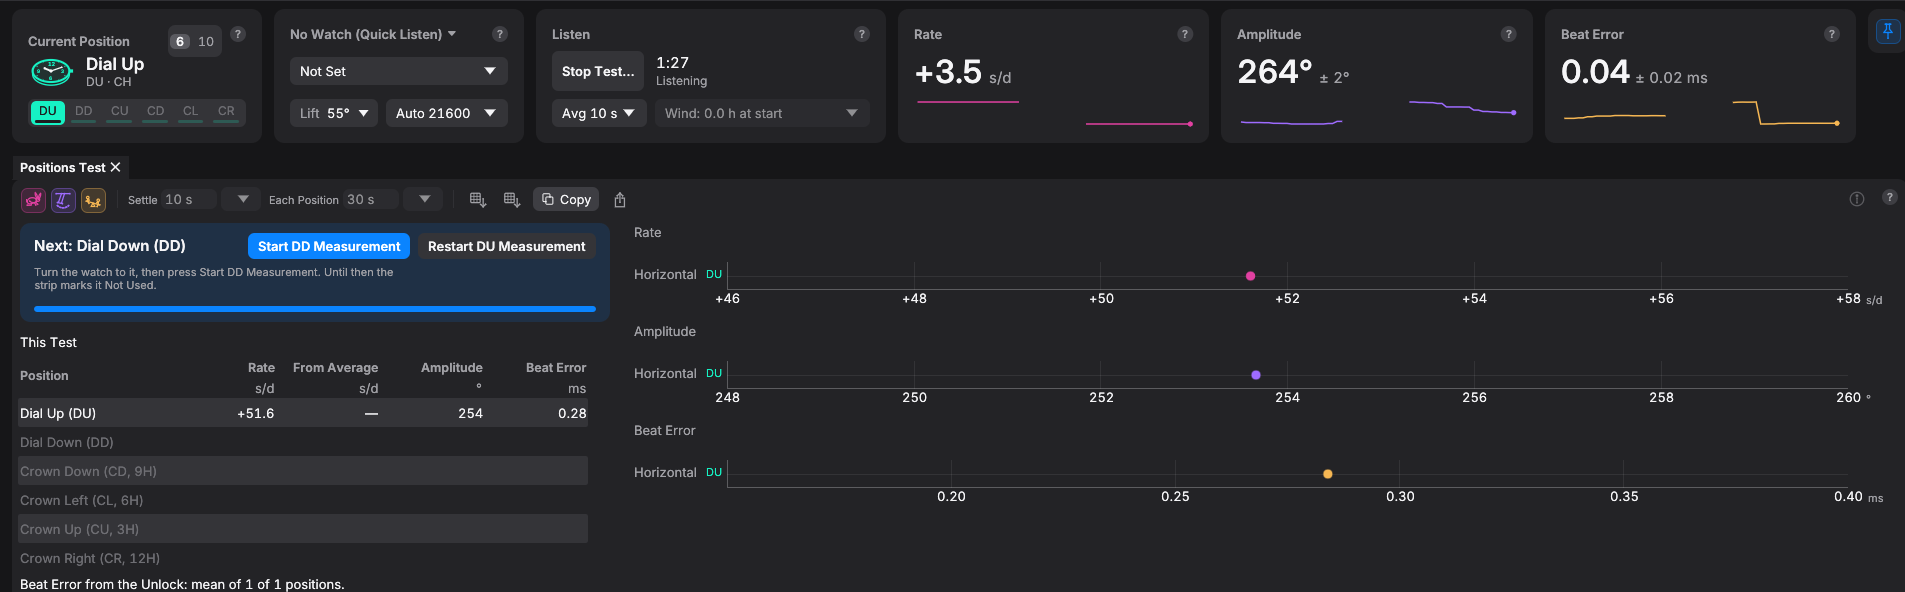 Current Position
6 10
?
Dial Up
DU · CH
DU DD CU CD CL CR
No Watch (Quick Listen)
?
Not Set
Lift 55°
Auto 21600
Listen
?
Stop Test...
1:27
Listening
Avg 10 s
Wind: 0.0 h at start
Rate
?
+3.5 s/d
Amplitude
?
264° ± 2°
Beat Error
?
0.04 ± 0.02 ms
Positions Test
Settle 10 s
Each Position 30 s
Copy
?
Next: Dial Down (DD)
Start DD Measurement
Restart DU Measurement
Turn the watch to it, then press Start DD Measurement. Until then the
strip marks it Not Used.
This Test
Position Rate From Average Amplitude Beat Error
s/d s/d ° ms
Dial Up (DU) +51.6 — 254 0.28
Dial Down (DD)
Crown Down (CD, 9H)
Crown Left (CL, 6H)
Crown Up (CU, 3H)
Crown Right (CR, 12H)
Beat Error from the Unlock: mean of 1 of 1 positions.
Rate
Horizontal DU
+46 +48 +50 +52 +54 +56 +58 s/d
Amplitude
Horizontal DU
248 250 252 254 256 258 260 °
Beat Error
Horizontal DU
0.20 0.25 0.30 0.35 0.40 ms